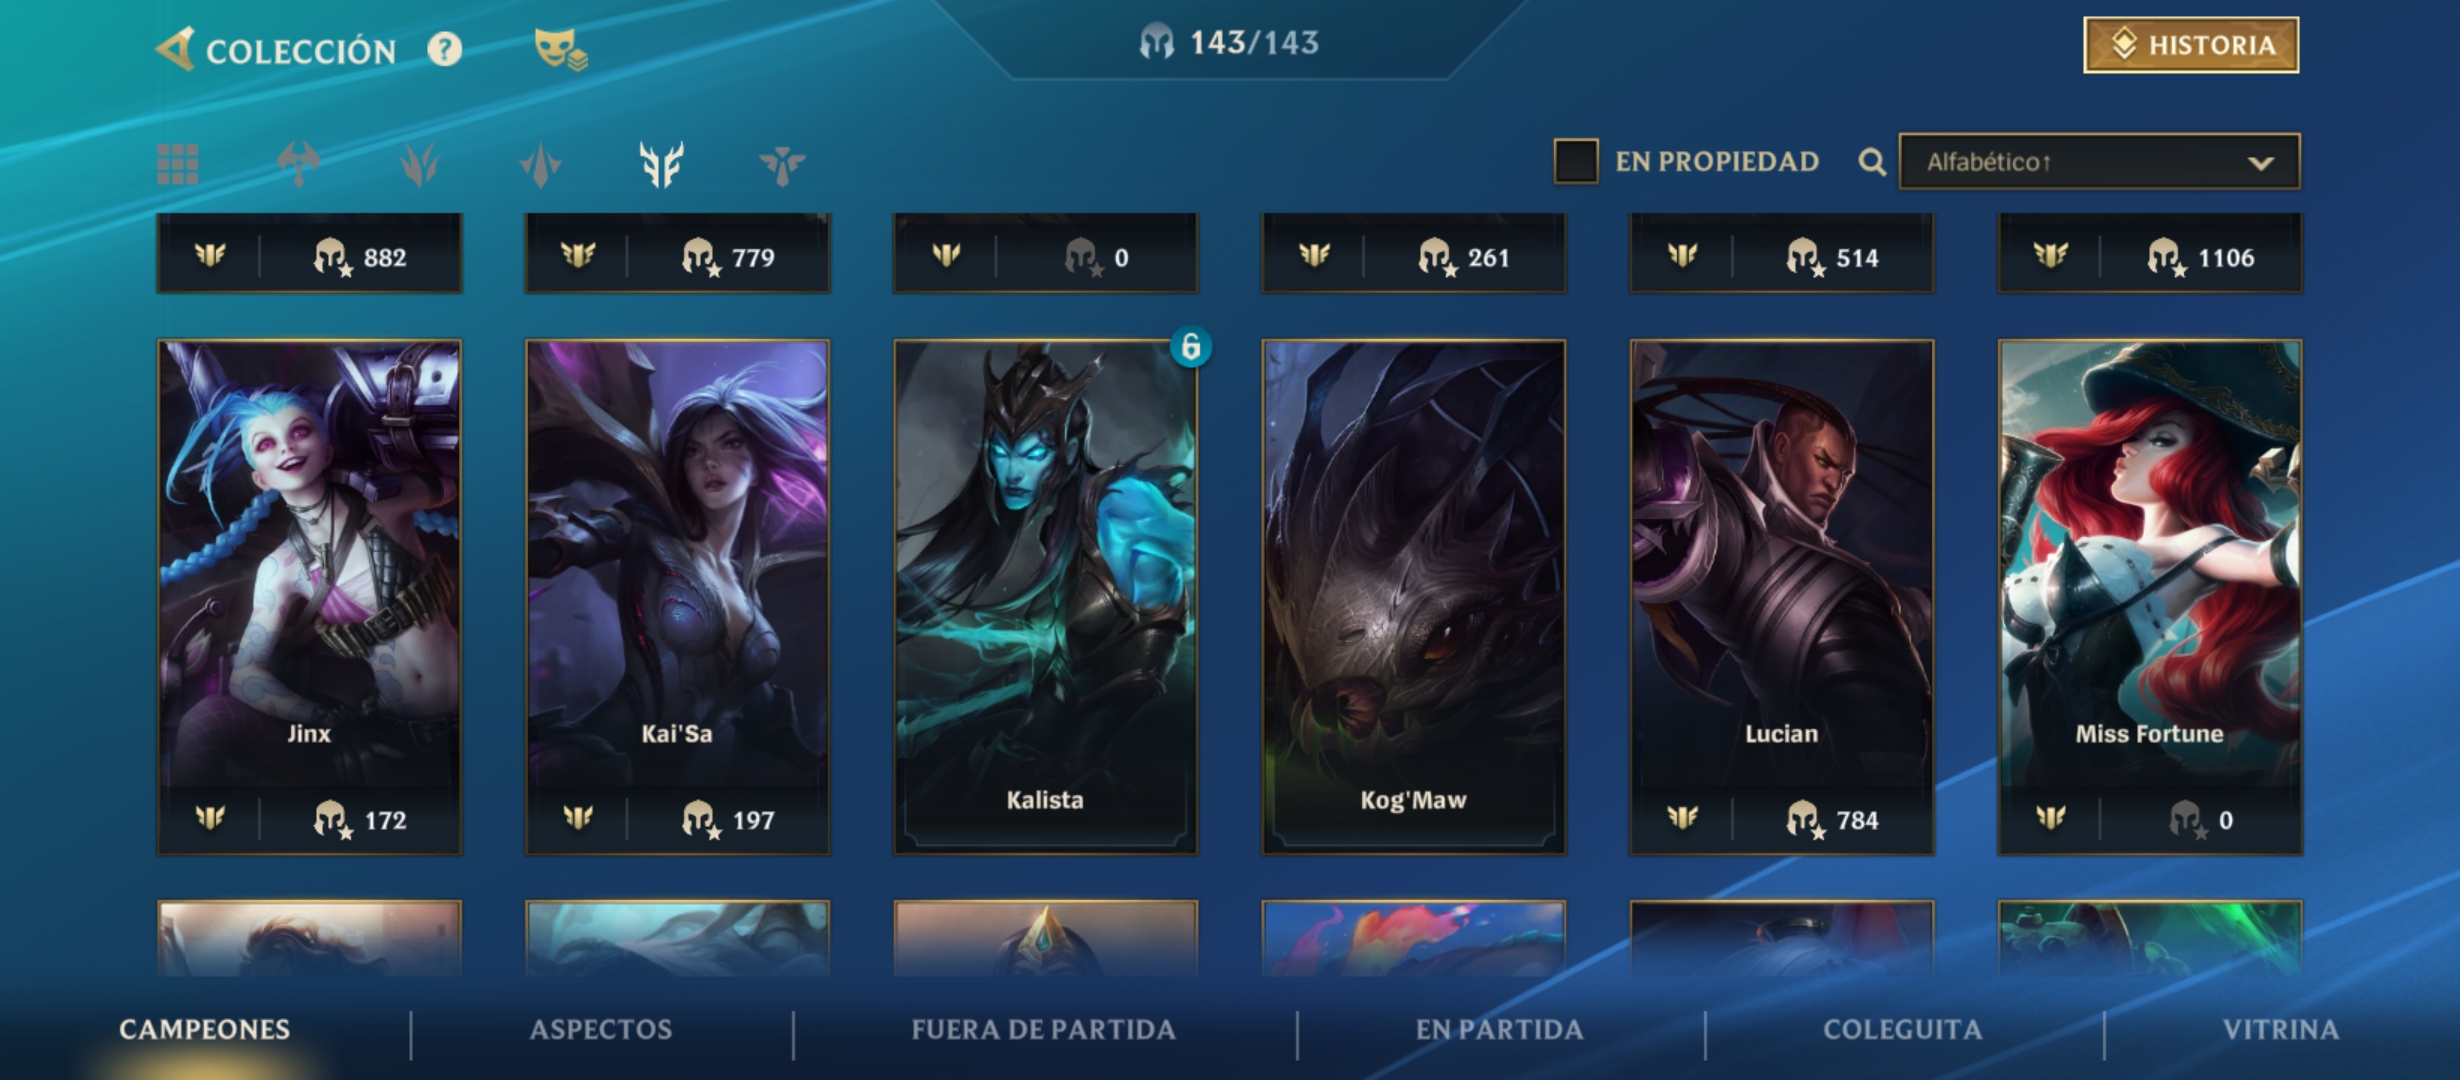 COLECCIÓN ?
143/143
HISTORIA
EN PROPIEDAD
Alfabético↑
882
779
0
261
514
1106
Jinx
Kai'Sa
Kalista
Kog'Maw
Lucian
Miss Fortune
172
197
784
0
CAMPEONES
ASPECTOS
FUERA DE PARTIDA
EN PARTIDA
COLEGUITA
VITRINA